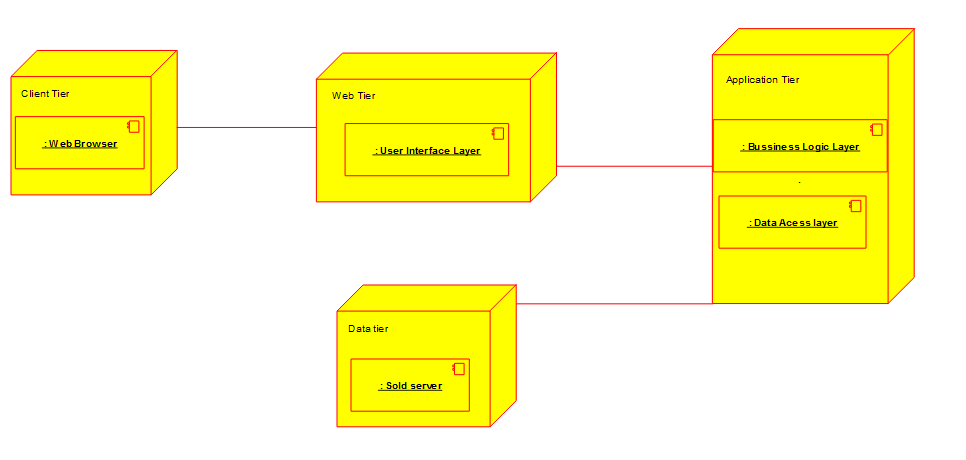 Client Tier
: Web Browser
Web Tier
: User Interface Layer
Application Tier
: Bussiness Logic Layer
.
: Data Acess layer
Data tier
: Sold server